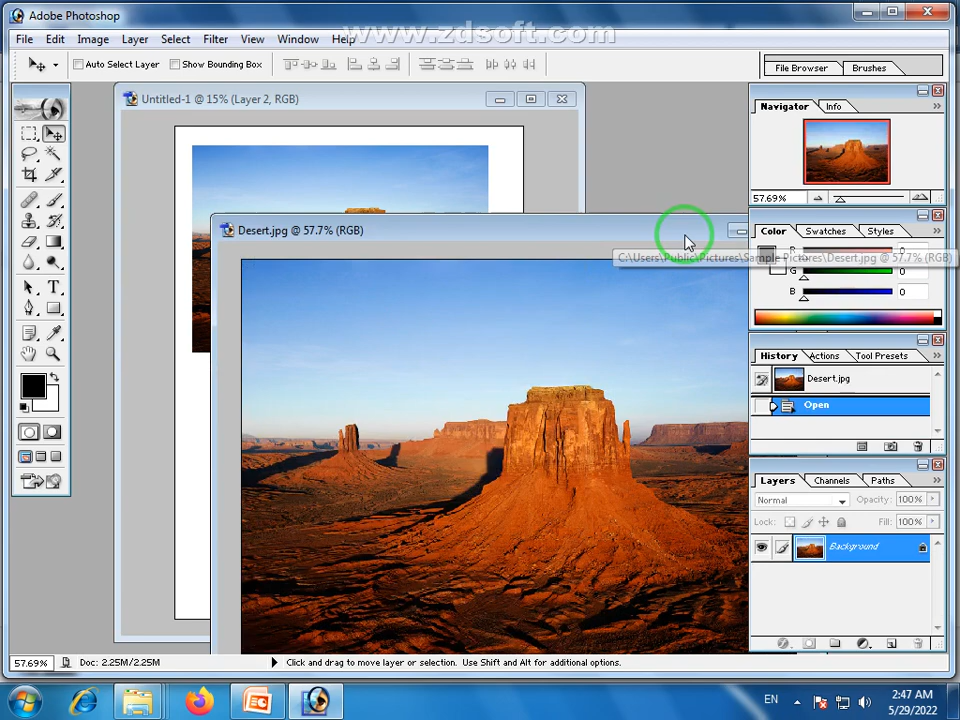 Adobe Photoshop
www.zdsoft.com
File Edit Image Layer Select Filter View Window Help
Auto Select Layer Show Bounding Box
File Browser Brushes
Untitled-1 @ 15% (Layer 2, RGB)
Navigator Info
57.69%
Desert.jpg @ 57.7% (RGB)
Color Swatches Styles
R 0
C:\Users\Public\Pictures\Sample Pictures\Desert.jpg @ 57.7% (RGB)
G 0
B 0
T
History Actions Tool Presets
Desert.jpg
Open
Layers Channels Paths
Normal Opacity: 100%
Lock: Fill: 100%
Background
57.69% Doc: 2.25M/2.25M Click and drag to move layer or selection. Use Shift and Alt for additional options.
EN 2:47 AM
5/29/2022